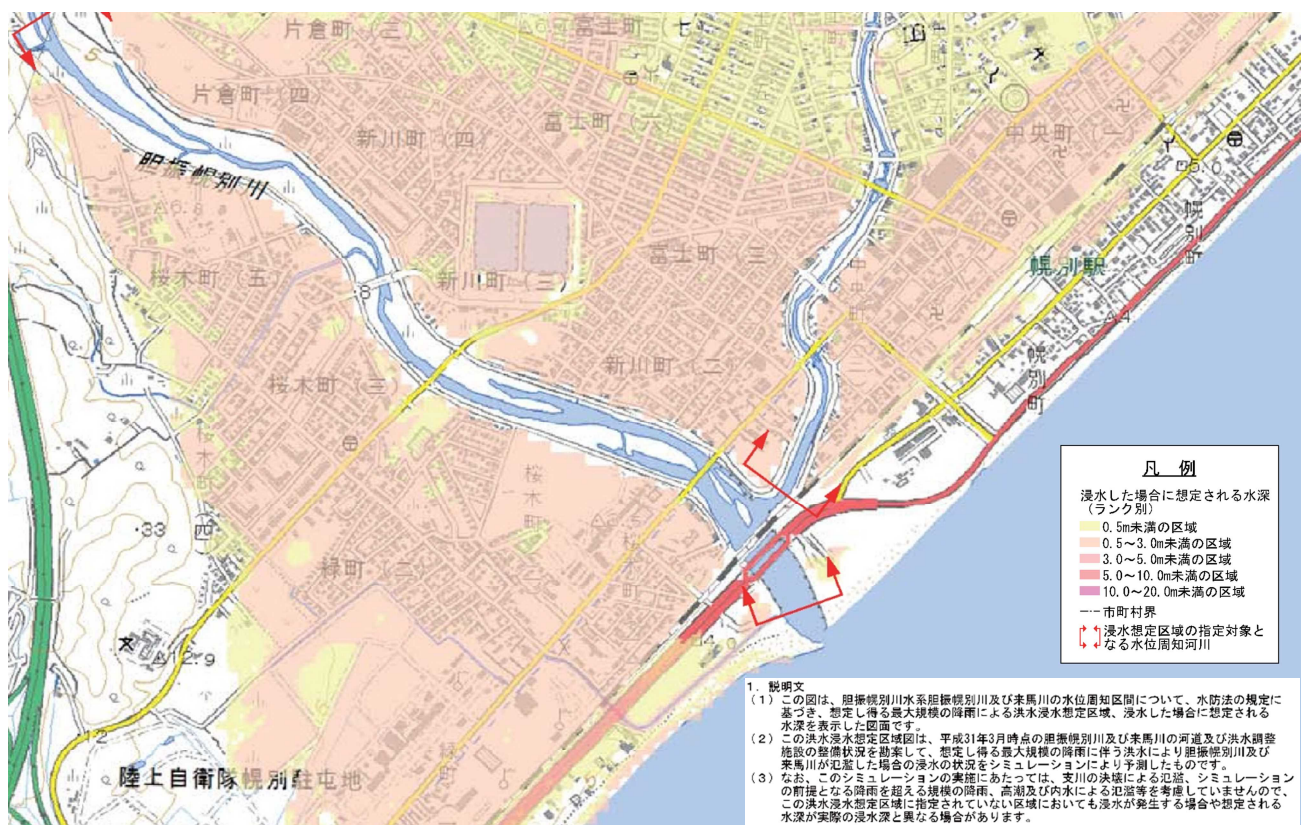 片倉町（三）
富士町（
片倉町（四）
新川町（四）
富士町（六）
中央町（一）
胆振幌別川
5.0
幌別町
桜木町（五）
新川町（三）
富士町（三）
幌別駅
8
中央町
新川町（二）
桜木町（三）
幌別町
桜木町（四）
桜木町
・33
緑町
文
12.9
4.0
12
陸上自衛隊幌別駐屯地
緑町
凡 例
浸水した場合に想定される水深
（ランク別）
0.5m未満の区域
0.5～3.0m未満の区域
3.0～5.0m未満の区域
5.0～10.0m未満の区域
10.0～20.0m未満の区域
市町村界
浸水想定区域の指定対象と
なる水位周知河川
1．説明文
（1）この図は、胆振幌別川水系胆振幌別川及び来馬川の水位周知区間について、水防法の規定に
基づき、想定し得る最大規模の降雨による洪水浸水想定区域、浸水した場合に想定される
水深を表示した図面です。
（2）この洪水浸水想定区域図は、平成31年3月時点の胆振幌別川及び来馬川の河道及び洪水調整
施設の整備状況を勘案して、想定し得る最大規模の降雨に伴う洪水により胆振幌別川及び
来馬川が氾濫した場合の浸水の状況をシミュレーションにより予測したものです。
（3）なお、このシミュレーションの実施にあたっては、支川の決壊による氾濫、シミュレーション
の前提となる降雨を超える規模の降雨、高潮及び内水による氾濫等を考慮していませんので、
この洪水浸水想定区域に指定されていない区域においても浸水が発生する場合や想定される
水深が実際の浸水深と異なる場合があります。